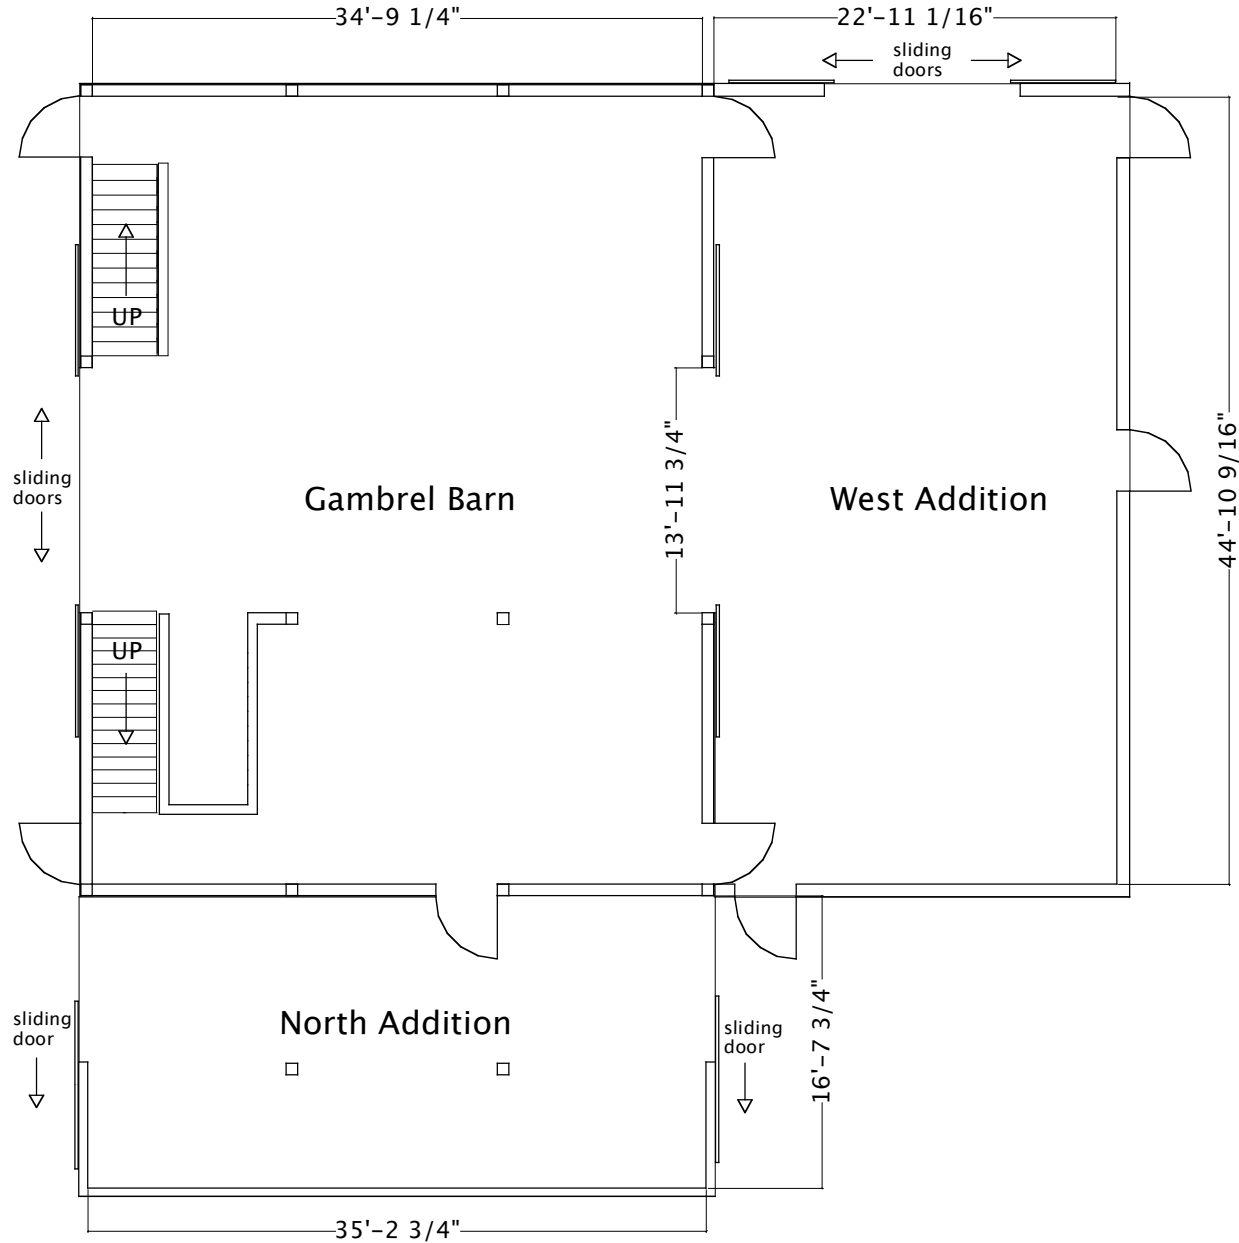 34'-9 1/4"
22'-11 1/16"
sliding
doors
UP
sliding
doors
Gambrel Barn
13'-11 3/4"
West Addition
44'-10 9/16"
UP
sliding
door
North Addition
sliding
door
16'-7 3/4"
35'-2 3/4"